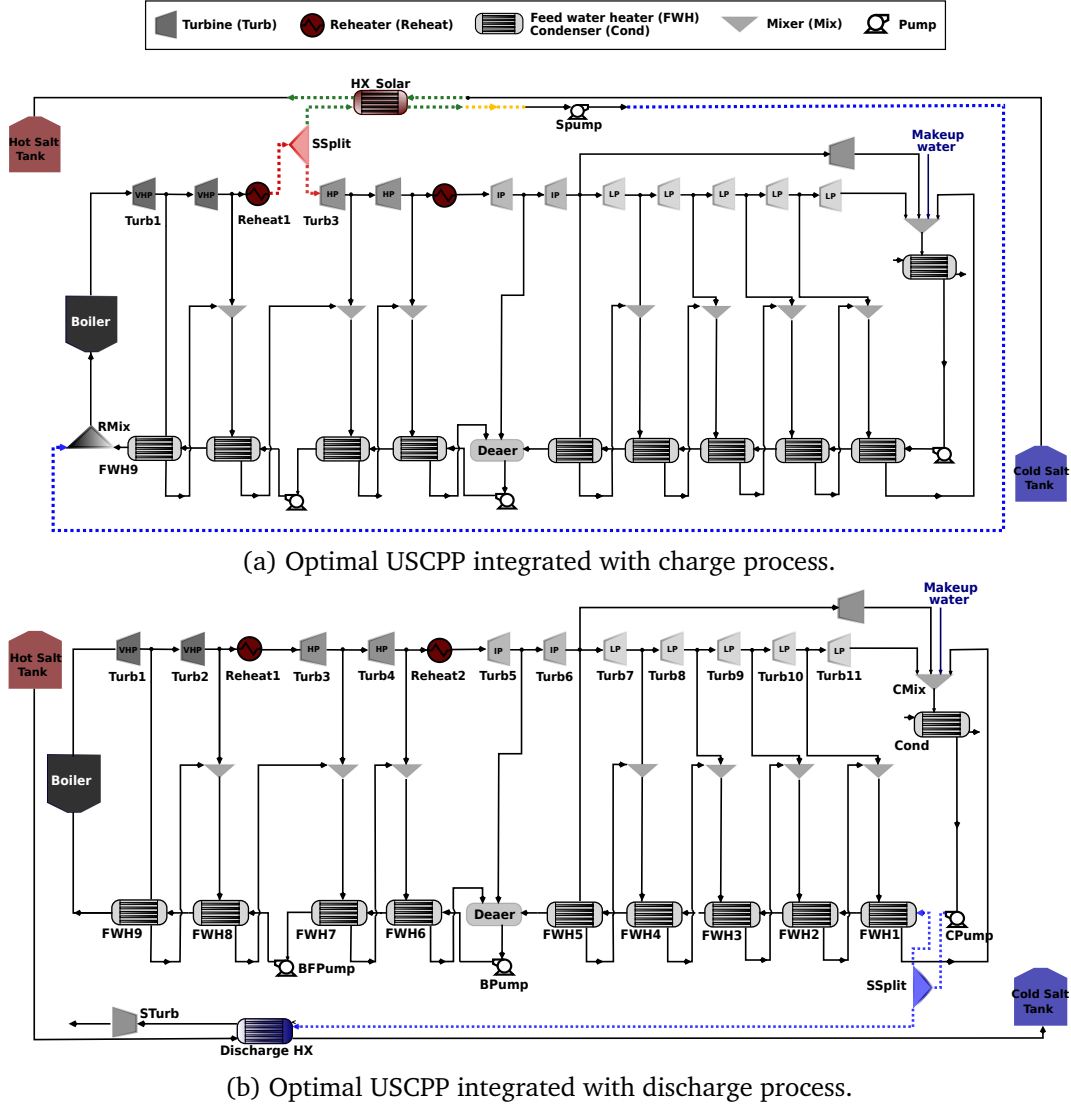 Turbine (Turb)
Reheater (Reheat)
Feed water heater (FWH)
Condenser (Cond)
Mixer (Mix)
Pump
HX Solar
Hot Salt
Tank
SSplit
Spump
Makeup
water
VHP
VHP
HP
HP
IP
IP
LP
LP
LP
LP
LP
Turb1
Reheat1
Turb3
Boiler
RMix
FWH9
Deaer
Cold Salt
Tank
(a) Optimal USCPP integrated with charge process.
Makeup
water
Hot Salt
Tank
VHP
VHP
HP
HP
IP
IP
LP
LP
LP
LP
LP
Turb1
Turb2
Reheat1
Turb3
Turb4
Reheat2
Turb5
Turb6
Turb7
Turb8
Turb9
Turb10
Turb11
CMix
Cond
Boiler
Deaer
FWH9
FWH8
FWH7
FWH6
FWH5
FWH4
FWH3
FWH2
FWH1
CPump
BFPump
BPump
SSplit
Cold Salt
Tank
STurb
Discharge HX
(b) Optimal USCPP integrated with discharge process.